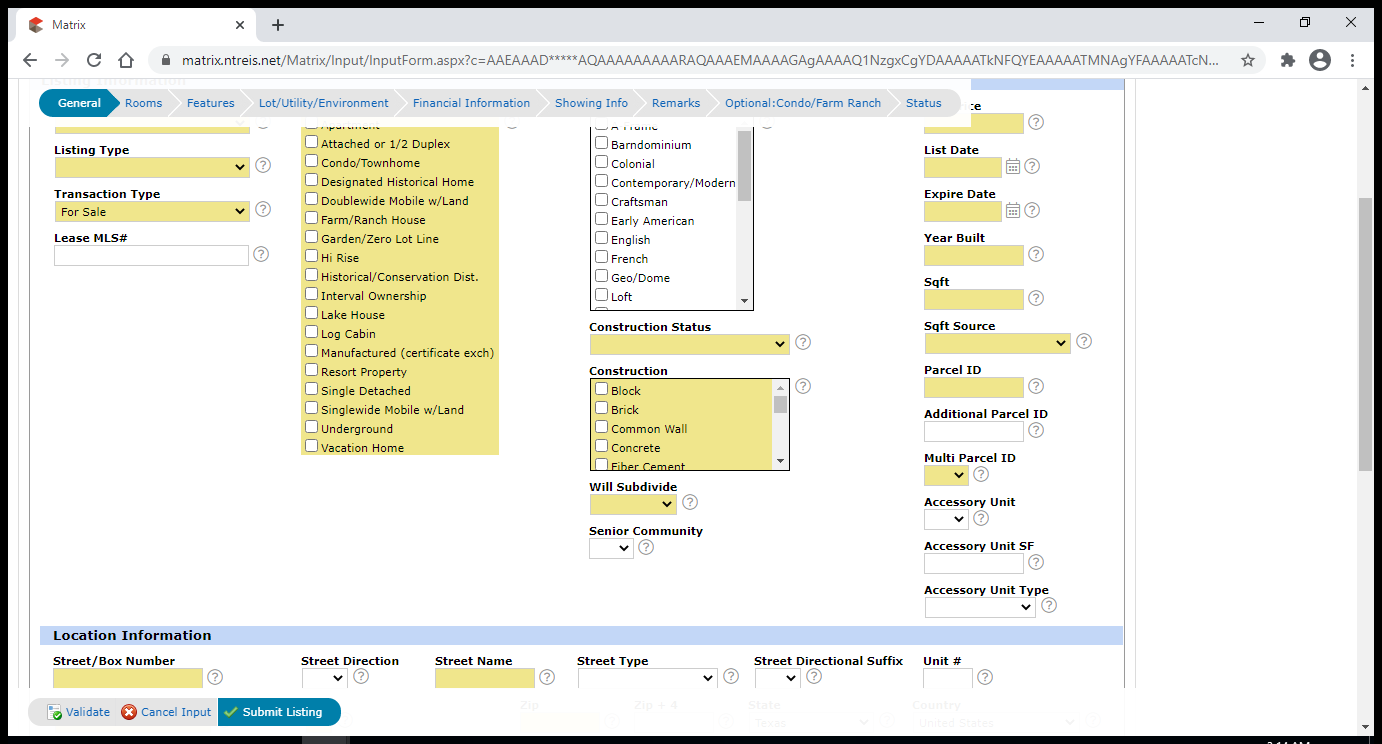 Matrix
matrix.ntreis.net/Matrix/Input/InputForm.aspx?c=AAEAAAD*****AQAAAAAAAAARAQAAAEMAAAAGAgAAAAQ1NzgxCgYDAAAAATkNFQYEAAAAATMNAgYFAAAAATcN...
Listing Information
General
Rooms
Features
Lot/Utility/Environment
Financial Information
Showing Info
Remarks
Optional:Condo/Farm Ranch
Status
Listing Type
Transaction Type
For Sale
Lease MLS#
Apartment
Attached or 1/2 Duplex
Condo/Townhome
Designated Historical Home
Doublewide Mobile w/Land
Farm/Ranch House
Garden/Zero Lot Line
Hi Rise
Historical/Conservation Dist.
Interval Ownership
Lake House
Log Cabin
Manufactured (certificate exch)
Resort Property
Single Detached
Singlewide Mobile w/Land
Underground
Vacation Home
A Frame
Barndominium
Colonial
Contemporary/Modern
Craftsman
Early American
English
French
Geo/Dome
Loft
Construction Status
Construction
Block
Brick
Common Wall
Concrete
Fiber Cement
Will Subdivide
Senior Community
List Date
Expire Date
Year Built
Sqft
Sqft Source
Parcel ID
Additional Parcel ID
Multi Parcel ID
Accessory Unit
Accessory Unit SF
Accessory Unit Type
Location Information
Street/Box Number
Street Direction
Street Name
Street Type
Street Directional Suffix
Unit #
Zip
Zip + 4
State
Country
Texas
United States
Validate
Cancel Input
Submit Listing